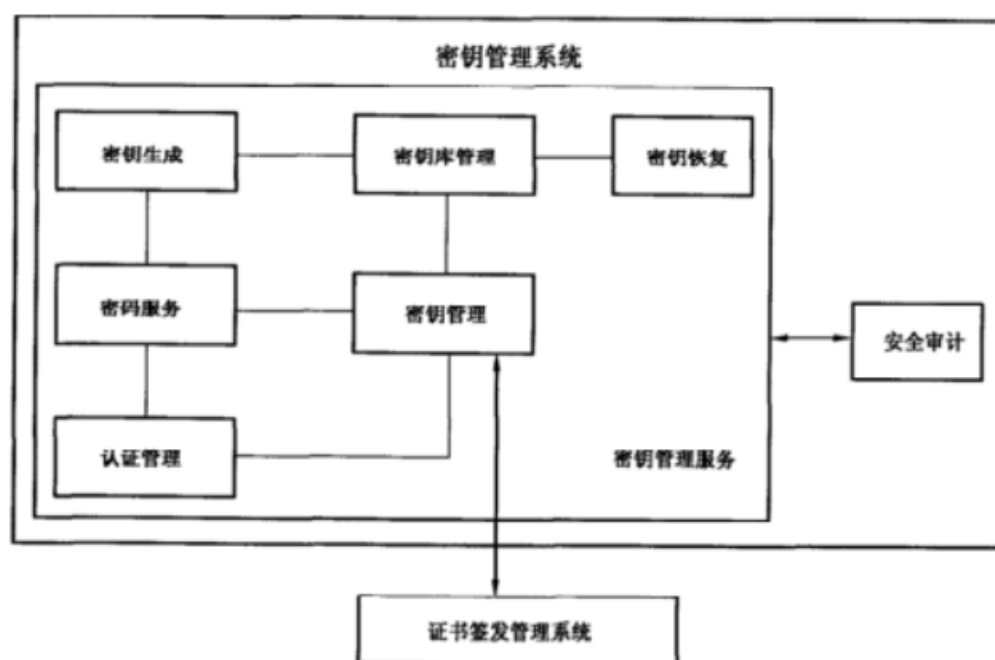 密钥管理系统
密钥生成
密钥库管理
密钥恢复
密码服务
密钥管理
安全审计
认证管理
密钥管理服务
证书签发管理系统